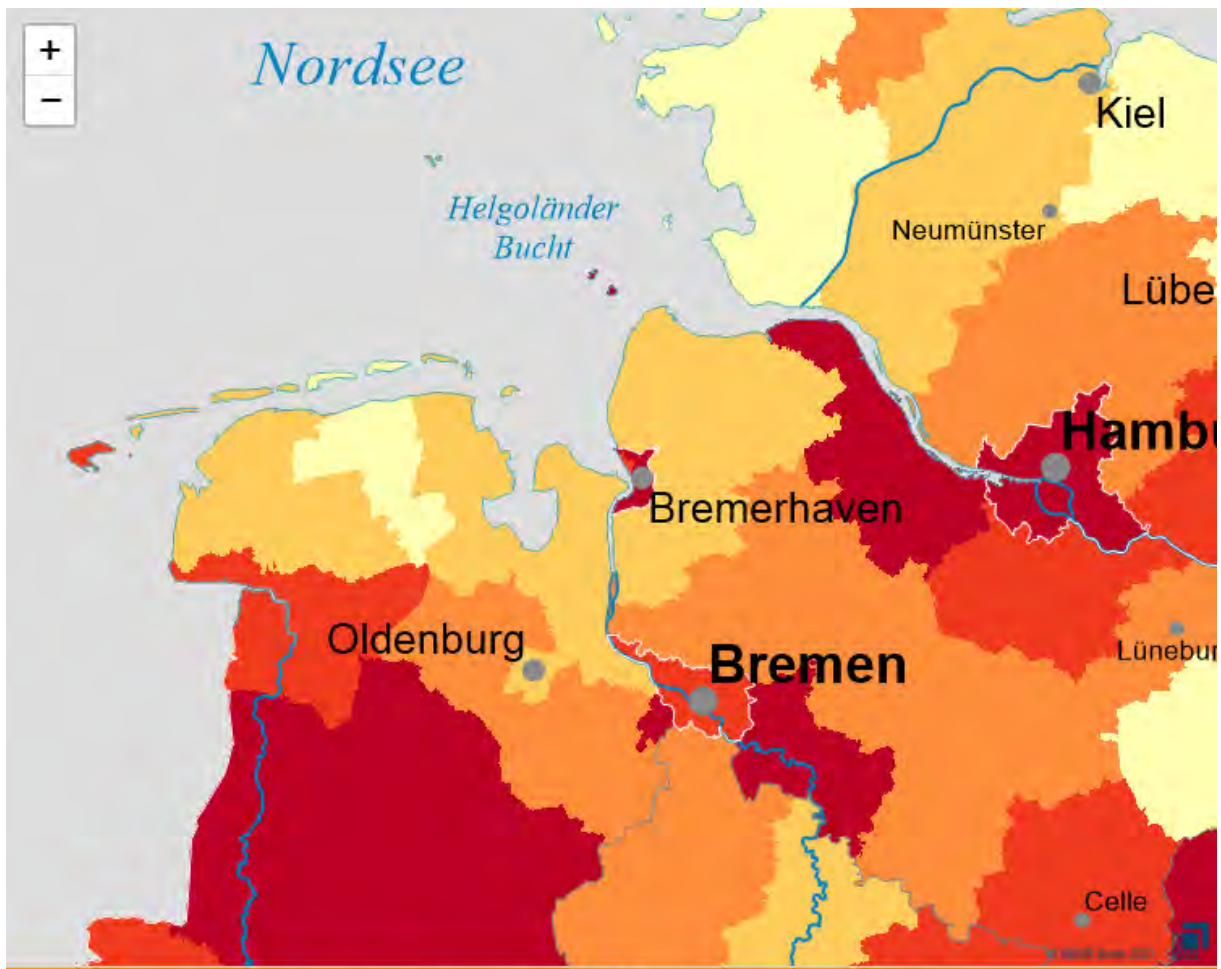 +
Nordsee
−
Kiel
Helgoländer
Bucht
Neumünster
Lübe
Hambu
Bremerhaven
Oldenburg
Bremen
Lünebur
Celle